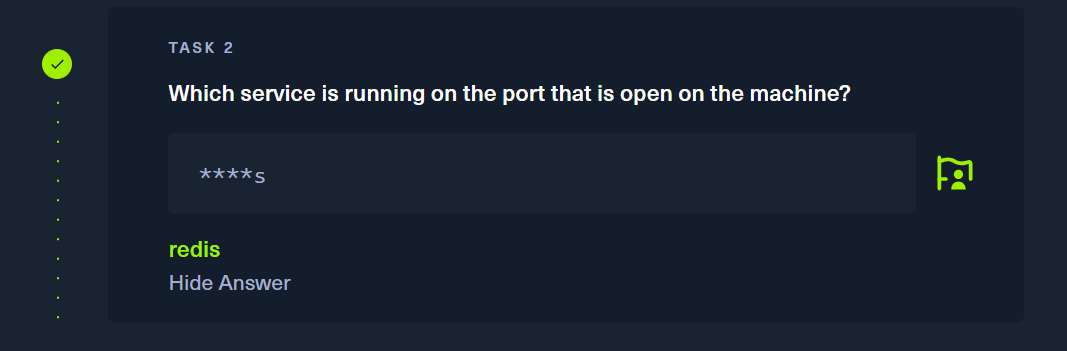 TASK 2
Which service is running on the port that is open on the machine?
****s
redis
Hide Answer